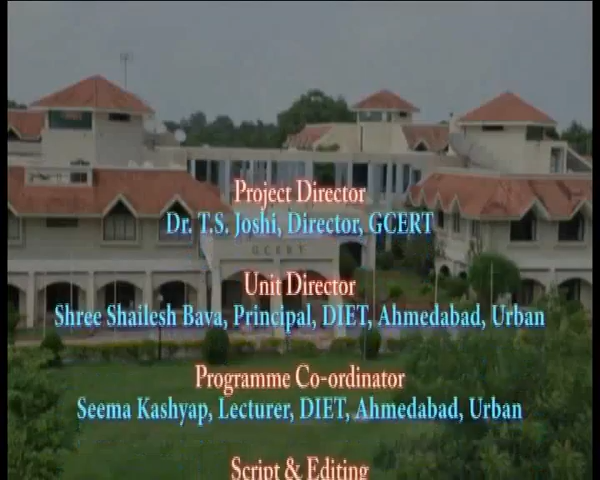 GCERT
Project Director
Dr. T.S. Joshi, Director, GCERT
Unit Director
Shree Shailesh Bava, Principal, DIET, Ahmedabad, Urban
Programme Co-ordinator
Seema Kashyap, Lecturer, DIET, Ahmedabad, Urban
Script & Editing